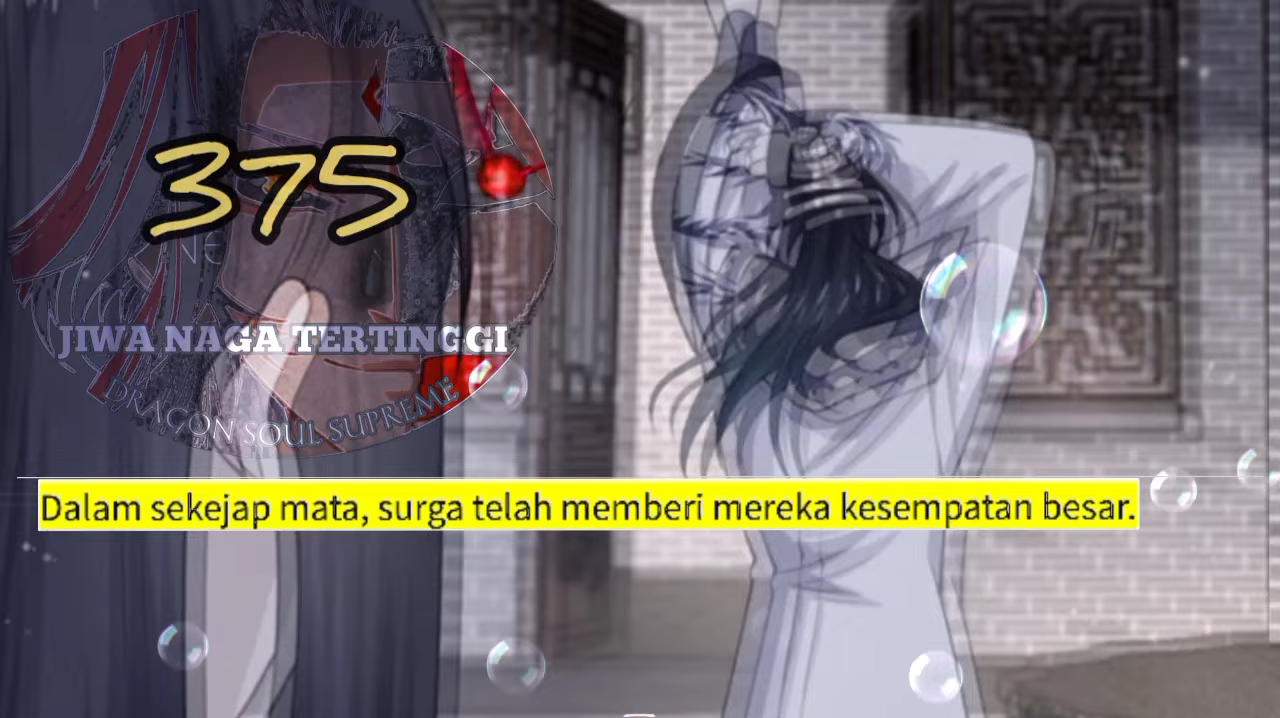 375
JIWA NAGA TERTINGGI
DRAGON SOUL SUPREME
Dalam sekejap mata, surga telah memberi mereka kesempatan besar.